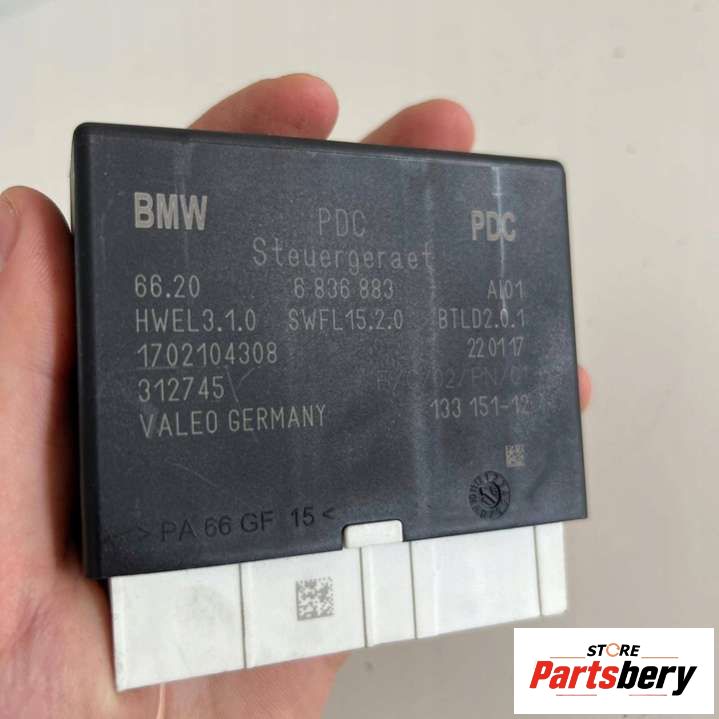 BMW PDC PDC
Steuergeraet
66.20 6 836 883 AI01
HWEL3.1.0 SWFL15.2.0 BTLD2.0.1
1702104308 220117
312745
VALEO GERMANY 133 151-12
> PA 66 GF 15 <
STORE
Partsbery